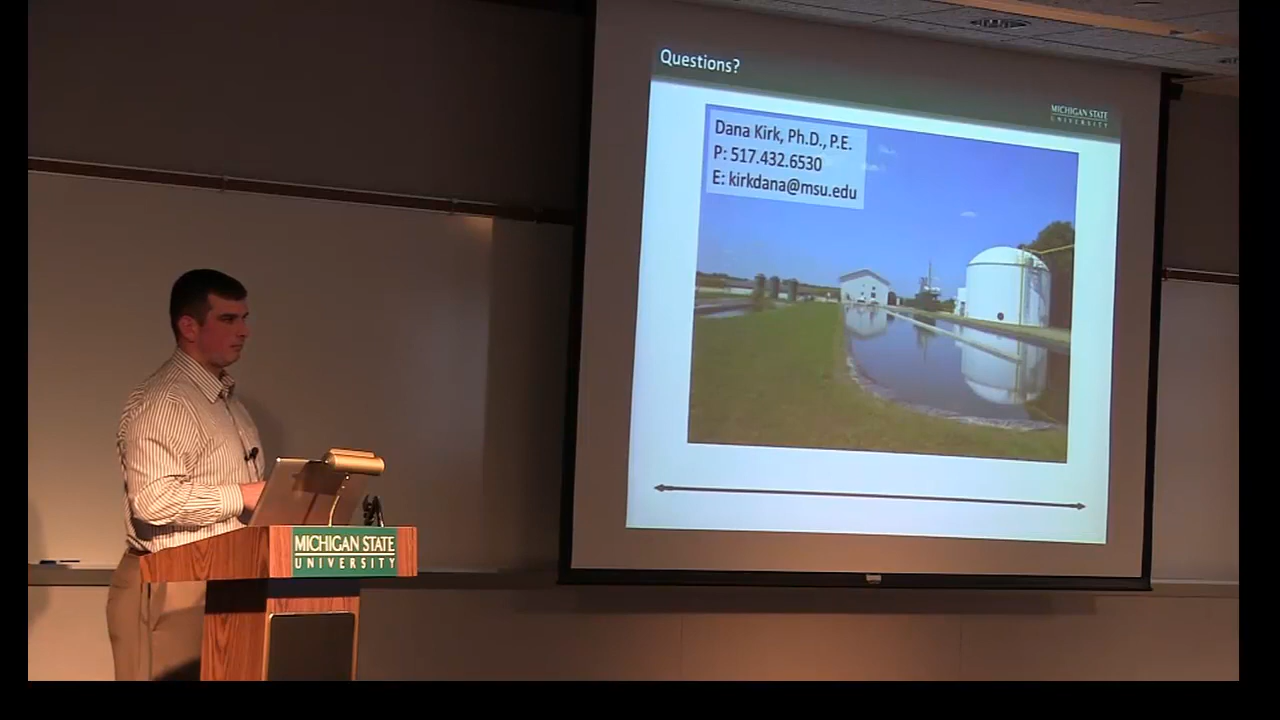 Questions?
MICHIGAN STATE
UNIVERSITY
Dana Kirk, Ph.D., P.E.
P: 517.432.6530
E: kirkdana@msu.edu
MICHIGAN STATE
UNIVERSITY